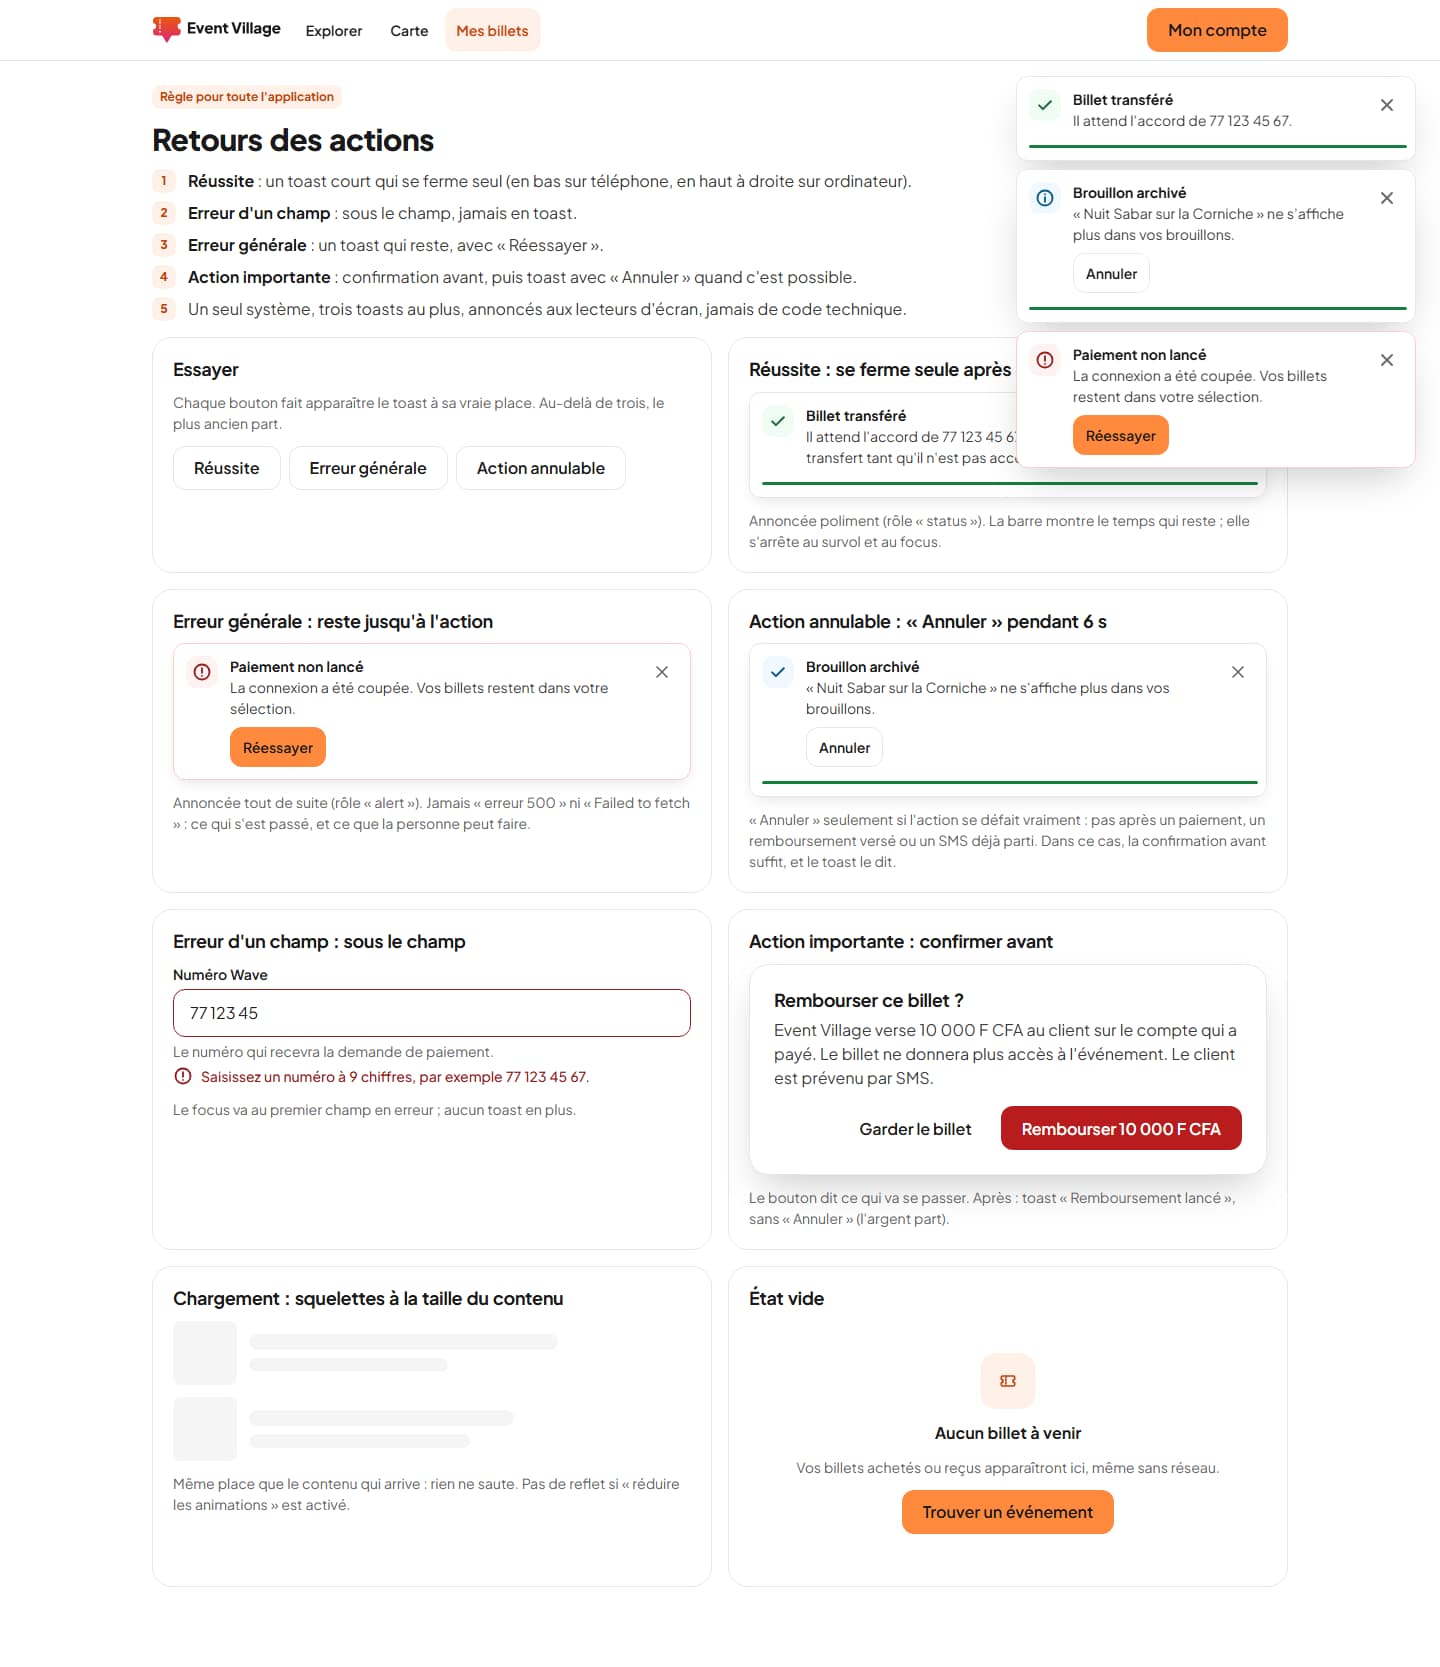 Event Village
Explorer
Carte
Mes billets
Mon compte
Règle pour toute l'application
Retours des actions
1 Réussite : un toast court qui se ferme seul (en bas sur téléphone, en haut à droite sur ordinateur).
2 Erreur d'un champ : sous le champ, jamais en toast.
3 Erreur générale : un toast qui reste, avec « Réessayer ».
4 Action importante : confirmation avant, puis toast avec « Annuler » quand c'est possible.
5 Un seul système, trois toasts au plus, annoncés aux lecteurs d'écran, jamais de code technique.
Billet transféré
Il attend l'accord de 77 123 45 67.
Brouillon archivé
« Nuit Sabar sur la Corniche » ne s'affiche
plus dans vos brouillons.
Annuler
Paiement non lancé
La connexion a été coupée. Vos billets
restent dans votre sélection.
Réessayer
Essayer
Chaque bouton fait apparaître le toast à sa vraie place. Au-delà de trois, le
plus ancien part.
Réussite
Erreur générale
Action annulable
Réussite : se ferme seule après
Billet transféré
Il attend l'accord de 77 123 45 6
transfert tant qu'il n'est pas acc
Annoncée poliment (rôle « status »). La barre montre le temps qui reste ; elle
s'arrête au survol et au focus.
Erreur générale : reste jusqu'à l'action
Paiement non lancé
La connexion a été coupée. Vos billets restent dans votre
sélection.
Réessayer
Annoncée tout de suite (rôle « alert »). Jamais « erreur 500 » ni « Failed to fetch
» : ce qui s'est passé, et ce que la personne peut faire.
Action annulable : « Annuler » pendant 6 s
Brouillon archivé
« Nuit Sabar sur la Corniche » ne s'affiche plus dans vos
brouillons.
Annuler
« Annuler » seulement si l'action se défait vraiment : pas après un paiement, un
remboursement versé ou un SMS déjà parti. Dans ce cas, la confirmation avant
suffit, et le toast le dit.
Erreur d'un champ : sous le champ
Numéro Wave
77 123 45
Le numéro qui recevra la demande de paiement.
Saisissez un numéro à 9 chiffres, par exemple 77 123 45 67.
Le focus va au premier champ en erreur ; aucun toast en plus.
Action importante : confirmer avant
Rembourser ce billet ?
Event Village verse 10 000 F CFA au client sur le compte qui a
payé. Le billet ne donnera plus accès à l'événement. Le client
est prévenu par SMS.
Garder le billet
Rembourser 10 000 F CFA
Le bouton dit ce qui va se passer. Après : toast « Remboursement lancé »,
sans « Annuler » (l'argent part).
Chargement : squelettes à la taille du contenu
Même place que le contenu qui arrive : rien ne saute. Pas de reflet si « réduire
les animations » est activé.
État vide
Aucun billet à venir
Vos billets achetés ou reçus apparaîtront ici, même sans réseau.
Trouver un événement